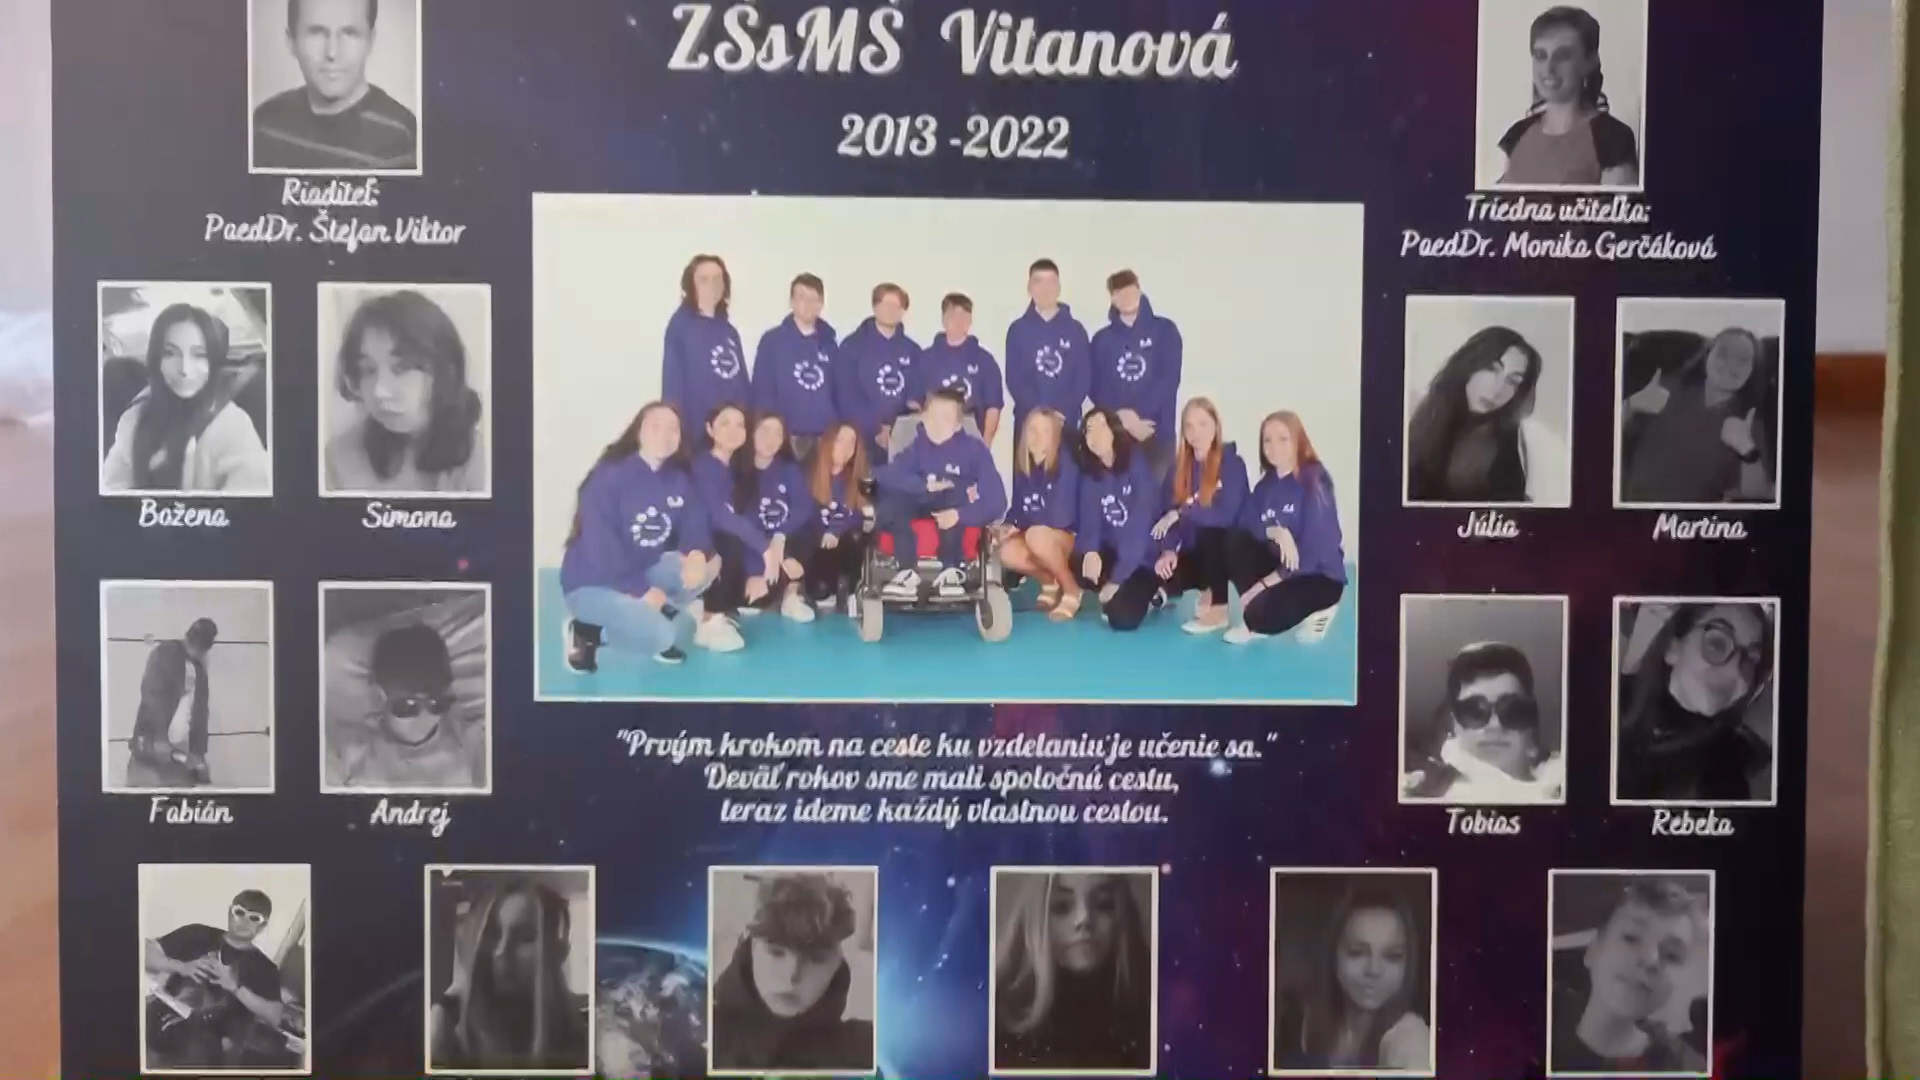 ZŠsMŠ Vitanová
2013 -2022
Riaditeľ:
PaedDr. Štefan Viktor
Triedna učiteľka:
PaedDr. Monika Gerčáková
Božena
Simona
Júlia
Martina
Fabián
Andrej
Tobias
Rebeka
"Prvým krokom na ceste ku vzdelaniu je učenie sa."
Deväť rokov sme mali spoločnú cestu,
teraz ideme každý vlastnou cestou.